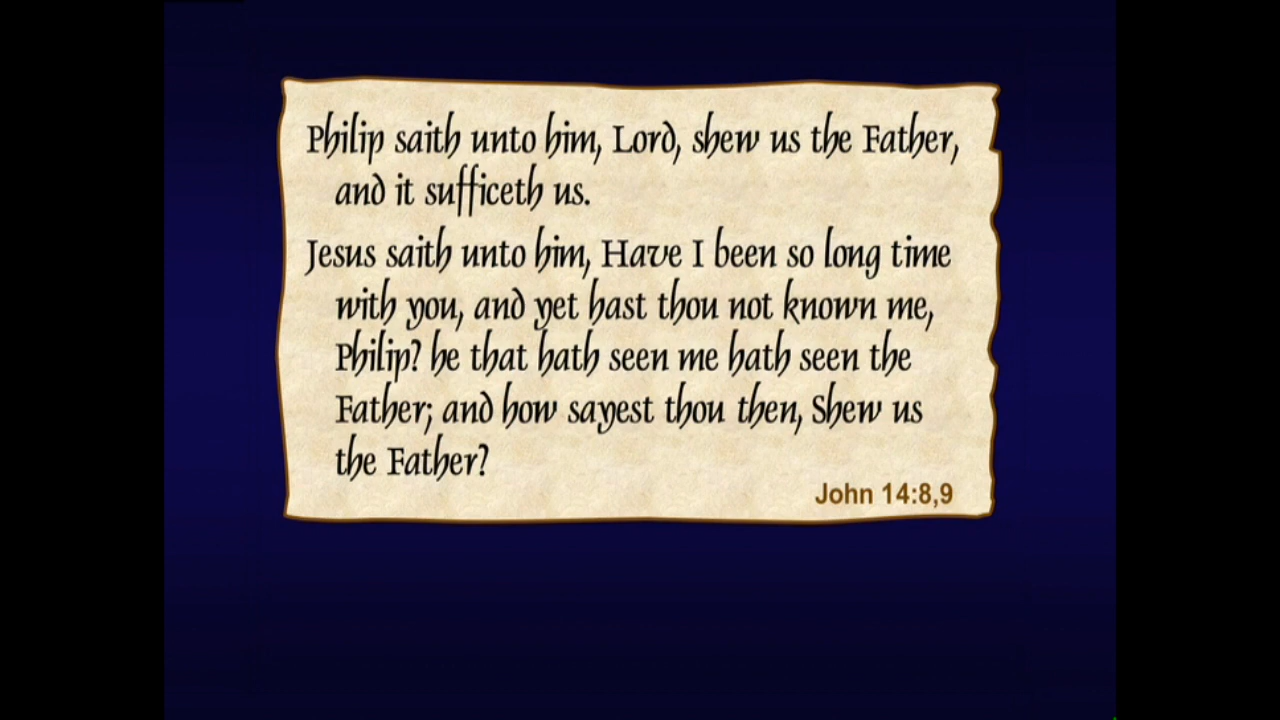 Philip saith unto him, Lord, shew us the Father,
and it sufficeth us.
Jesus saith unto him, Have I been so long time
with you, and yet hast thou not known me,
Philip? he that hath seen me hath seen the
Father; and how sayest thou then, Shew us
the Father?
John 14:8,9